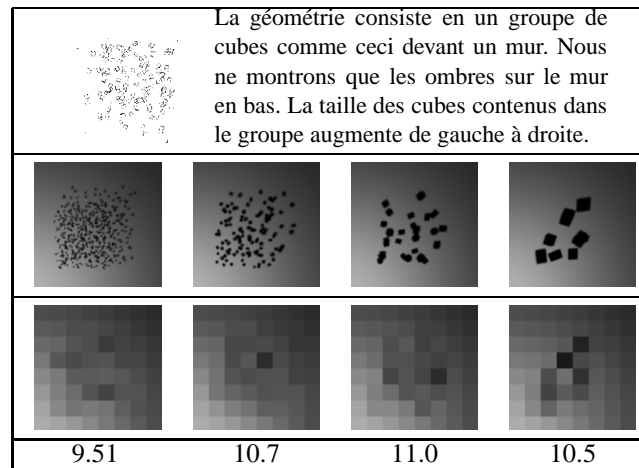 La géométrie consiste en un groupe de
cubes comme ceci devant un mur. Nous
ne montrons que les ombres sur le mur
en bas. La taille des cubes contenus dans
le groupe augmente de gauche à droite.
9.51 10.7 11.0 10.5